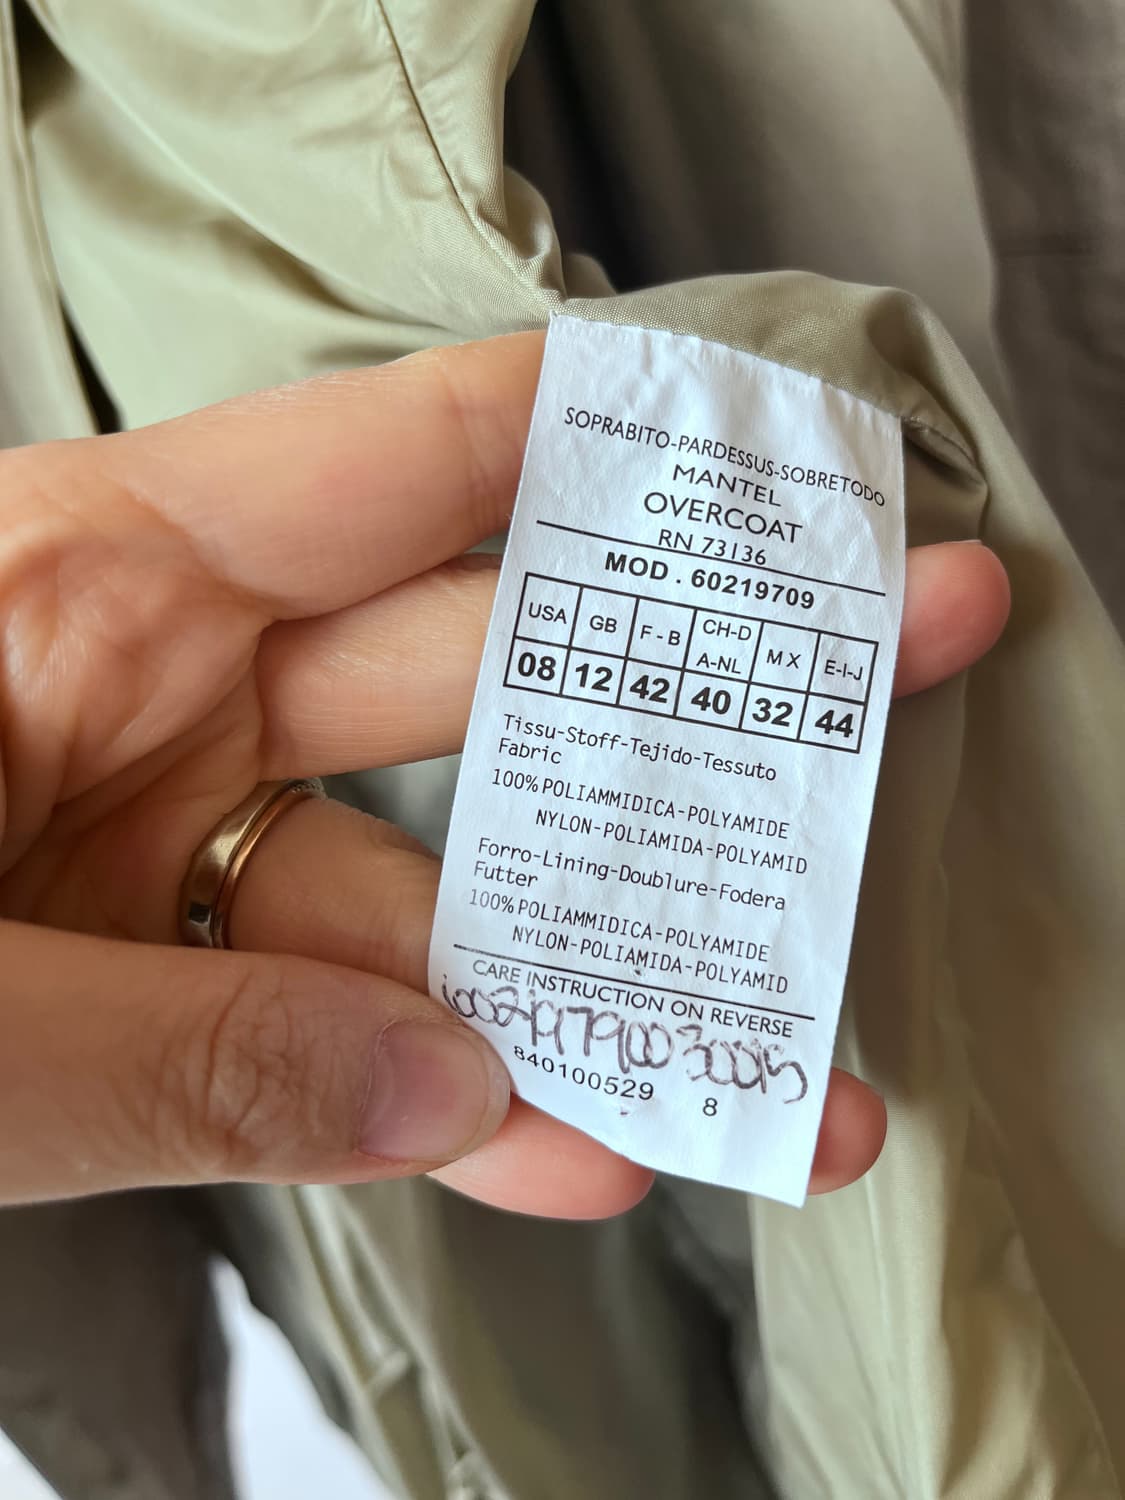 SOPRABITO-PARDESSUS-SOBRETODO
MANTEL
OVERCOAT
RN 73136
MOD . 60219709
USA GB F - B CH-D A-NL M X E-I-J
08 12 42 40 32 44
Tissu-Stoff-Tejido-Tessuto
Fabric
100% POLIAMMIDICA-POLYAMIDE
NYLON-POLIAMIDA-POLYAMID
Forro-Lining-Doublure-Fodera
Futter
100% POLIAMMIDICA-POLYAMIDE
NYLON-POLIAMIDA-POLYAMID
CARE INSTRUCTION ON REVERSE
840100529 8